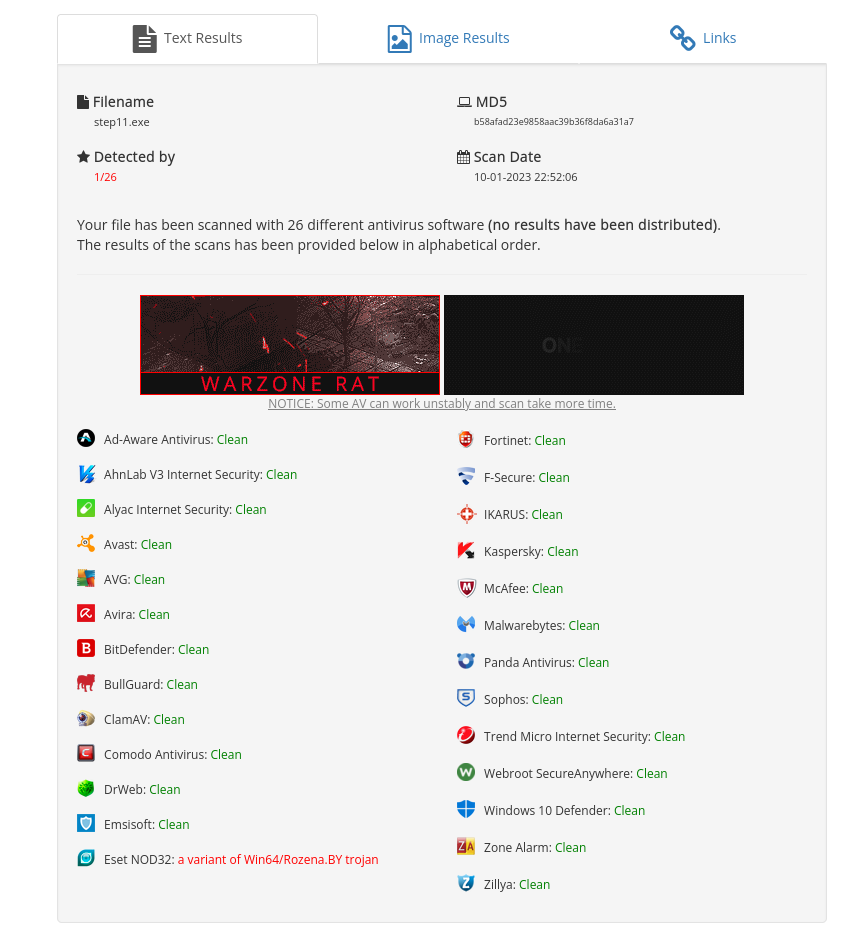 Text Results
Image Results
Links
Filename
MD5
step11.exe
b58afad23e9858aac39b36f8da6a31a7
Detected by
Scan Date
1/26
10-01-2023 22:52:06
Your file has been scanned with 26 different antivirus software (no results have been distributed).
The results of the scans has been provided below in alphabetical order.
WARZONE RAT
ONE
NOTICE: Some AV can work unstably and scan take more time.
Ad-Aware Antivirus: Clean
AhnLab V3 Internet Security: Clean
Alyac Internet Security: Clean
Avast: Clean
AVG: Clean
Avira: Clean
BitDefender: Clean
BullGuard: Clean
ClamAV: Clean
Comodo Antivirus: Clean
DrWeb: Clean
Emsisoft: Clean
Eset NOD32: a variant of Win64/Rozena.BY trojan
Fortinet: Clean
F-Secure: Clean
IKARUS: Clean
Kaspersky: Clean
McAfee: Clean
Malwarebytes: Clean
Panda Antivirus: Clean
Sophos: Clean
Trend Micro Internet Security: Clean
Webroot SecureAnywhere: Clean
Windows 10 Defender: Clean
Zone Alarm: Clean
Zillya: Clean